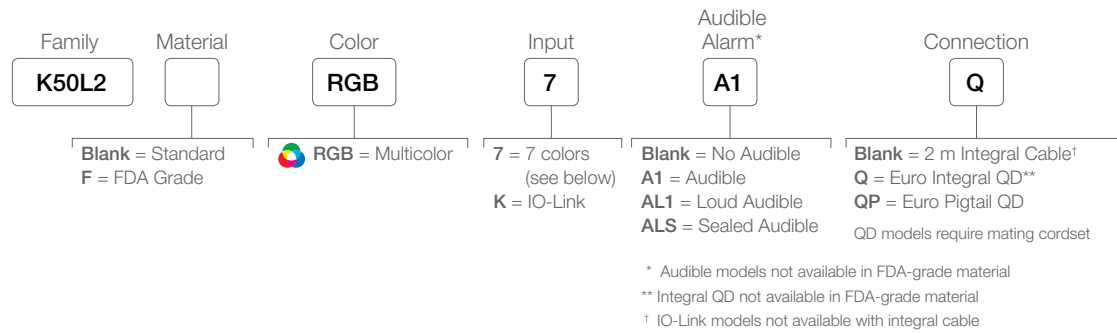 Family
Material
Color
Input
Audible
Alarm*
Connection
K50L2
RGB
7
A1
Q
Blank = Standard
F = FDA Grade
RGB = Multicolor
7 = 7 colors
(see below)
K = IO-Link
Blank = No Audible
A1 = Audible
AL1 = Loud Audible
ALS = Sealed Audible
Blank = 2 m Integral Cable†
Q = Euro Integral QD**
QP = Euro Pigtail QD
QD models require mating cordset
* Audible models not available in FDA-grade material
** Integral QD not available in FDA-grade material
† IO-Link models not available with integral cable